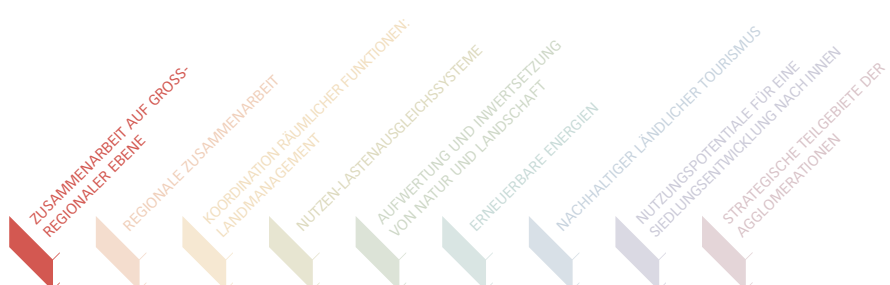 ZUSAMMENARBEIT AUF GROSS-
REGIONALER EBENE
REGIONALE ZUSAMMENARBEIT
KOORDINATION RÄUMLICHER FUNKTIONEN:
LANDMANAGEMENT
NUTZEN-LASTENAUSGLEICHSSYSTEME
AUFWERTUNG UND INWERTSETZUNG
VON NATUR UND LANDSCHAFT
ERNEUERBARE ENERGIEN
NACHHALTIGER LÄNDLICHER TOURISMUS
NUTZUNGSPOTENTIALE FÜR EINE
SIEDLUNGSENTWICKLUNG NACH INNEN
STRATEGISCHE TEILGEBIETE DER
AGGLOMERATIONEN